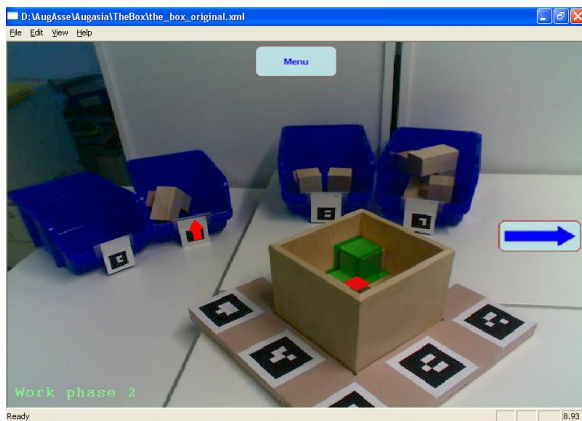 D:\AugAsse\Augasia\TheBox\the_box_original.xml
File Edit View Help
Menu
Work phase 2
Ready
8.93